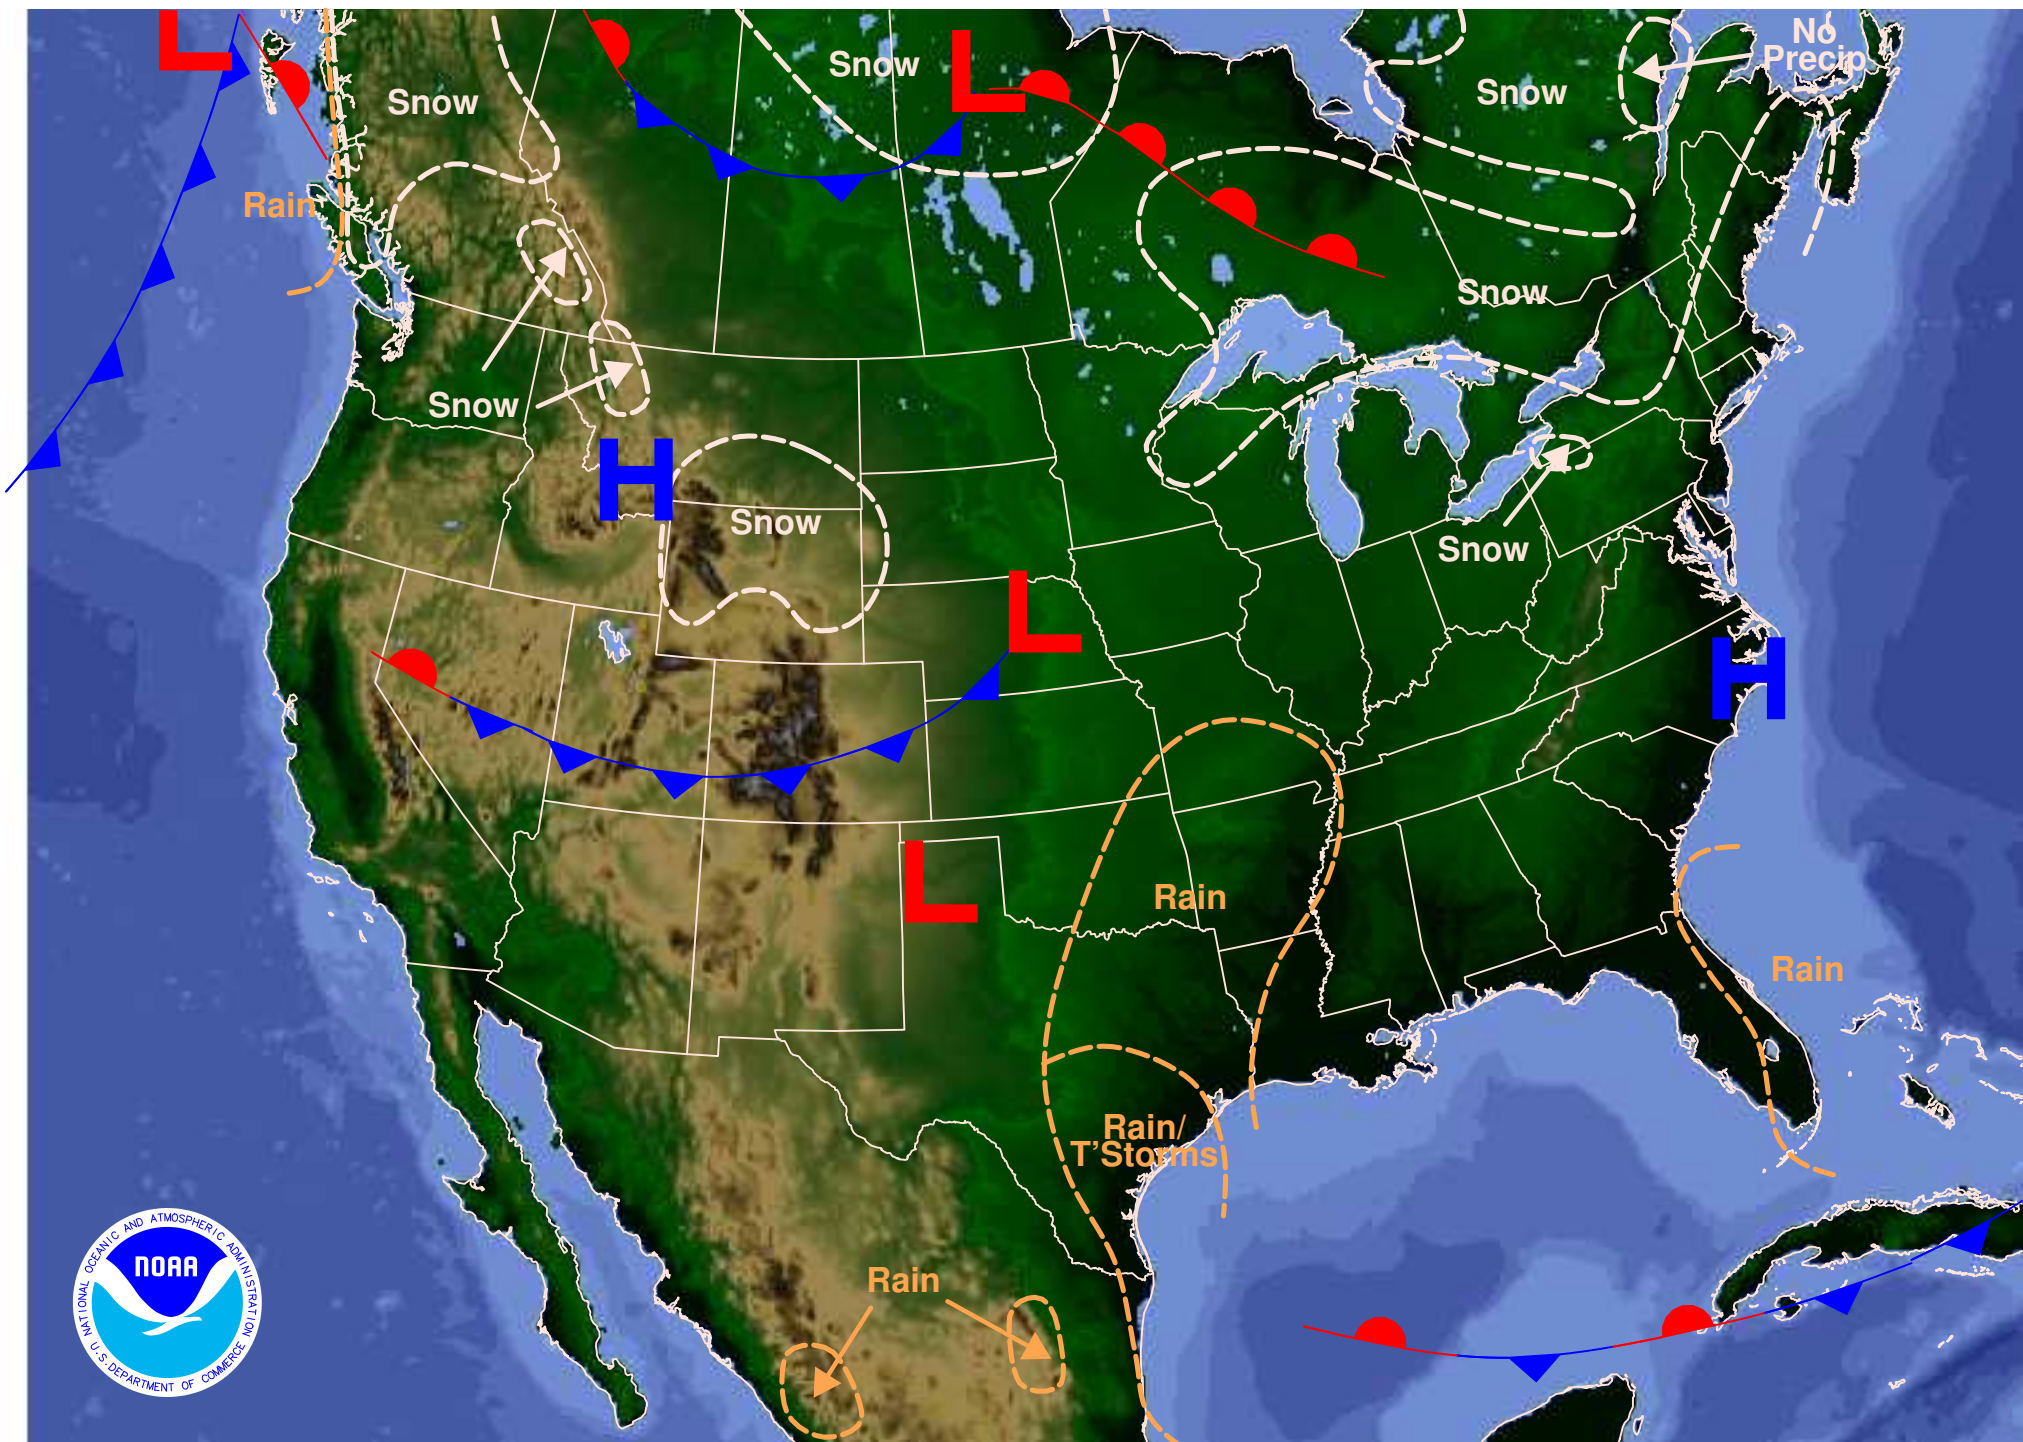 L
No
Precip
Snow
L
Snow
Snow
Rain
Snow
Snow
H
Snow
Snow
L
H
L
Rain
Rain
Rain/
T'Storms
Rain
NATIONAL OCEANIC AND ATMOSPHERIC ADMINISTRATION
NOAA
U.S. DEPARTMENT OF COMMERCE